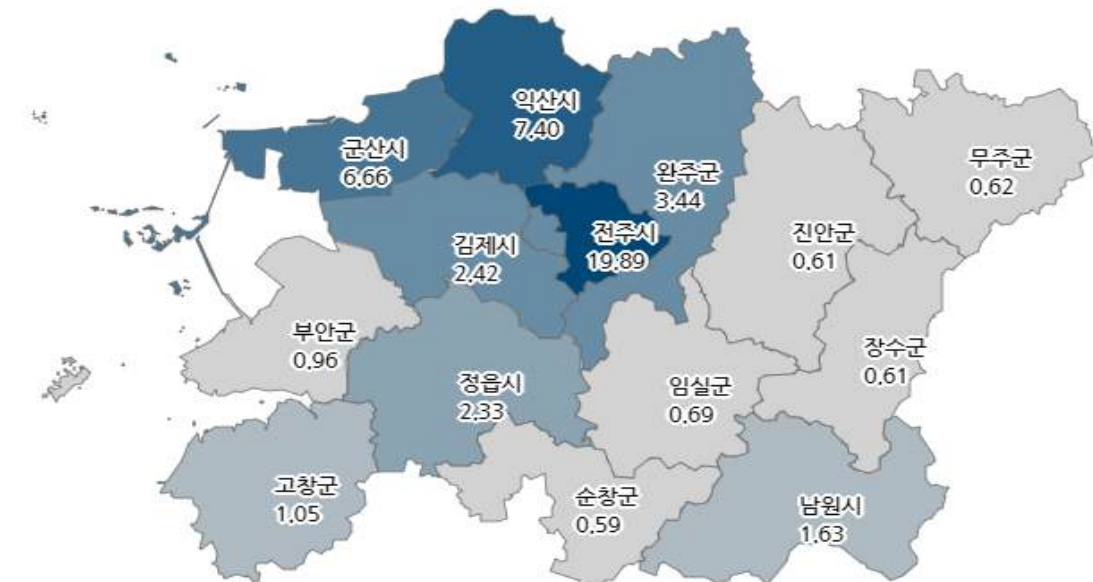 익산시
7.40
군산시
6.66
완주군
3.44
무주군
0.62
전주시
19.89
진안군
0.61
김제시
2.42
부안군
0.96
장수군
0.61
정읍시
2.33
임실군
0.69
고창군
1.05
순창군
0.59
남원시
1.63